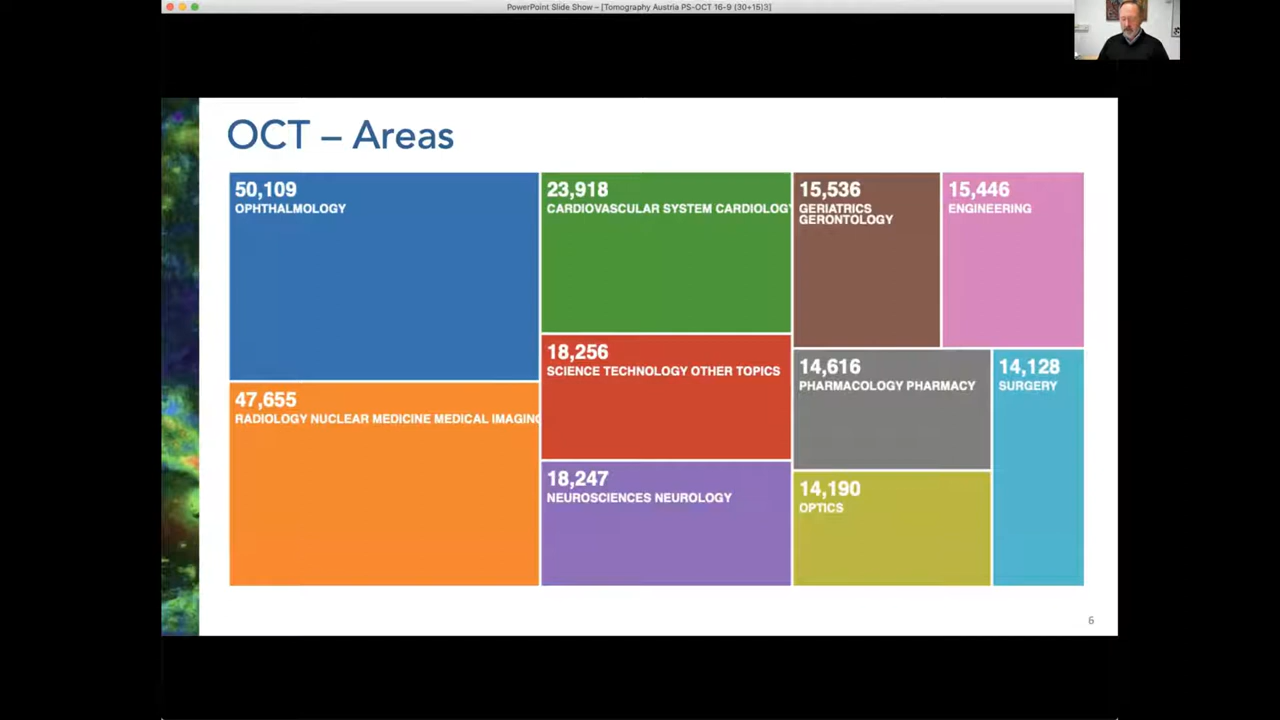 PowerPoint Slide Show – [Tomography Austria PS-OCT 16-9 (30+15)3]
OCT – Areas
50,109
OPHTHALMOLOGY
47,655
RADIOLOGY NUCLEAR MEDICINE MEDICAL IMAGING
23,918
CARDIOVASCULAR SYSTEM CARDIOLOGY
18,256
SCIENCE TECHNOLOGY OTHER TOPICS
18,247
NEUROSCIENCES NEUROLOGY
15,536
GERIATRICS
GERONTOLOGY
15,446
ENGINEERING
14,616
PHARMACOLOGY PHARMACY
14,190
OPTICS
14,128
SURGERY
6